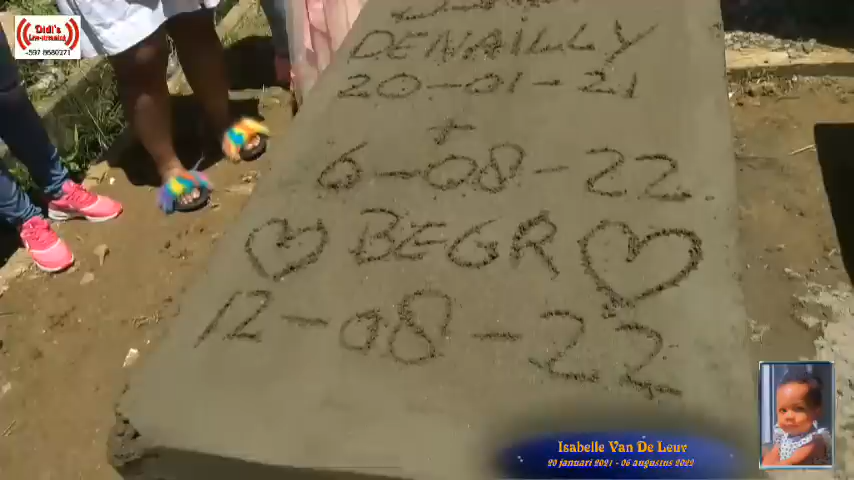 Didi's
Live-streaming
+597 8680271
DENAILLY
20-01-21
+
6-08-22
BEGR
12-08-22
Isabelle Van De Leuv
20 januari 2021 - 06 augustus 2022